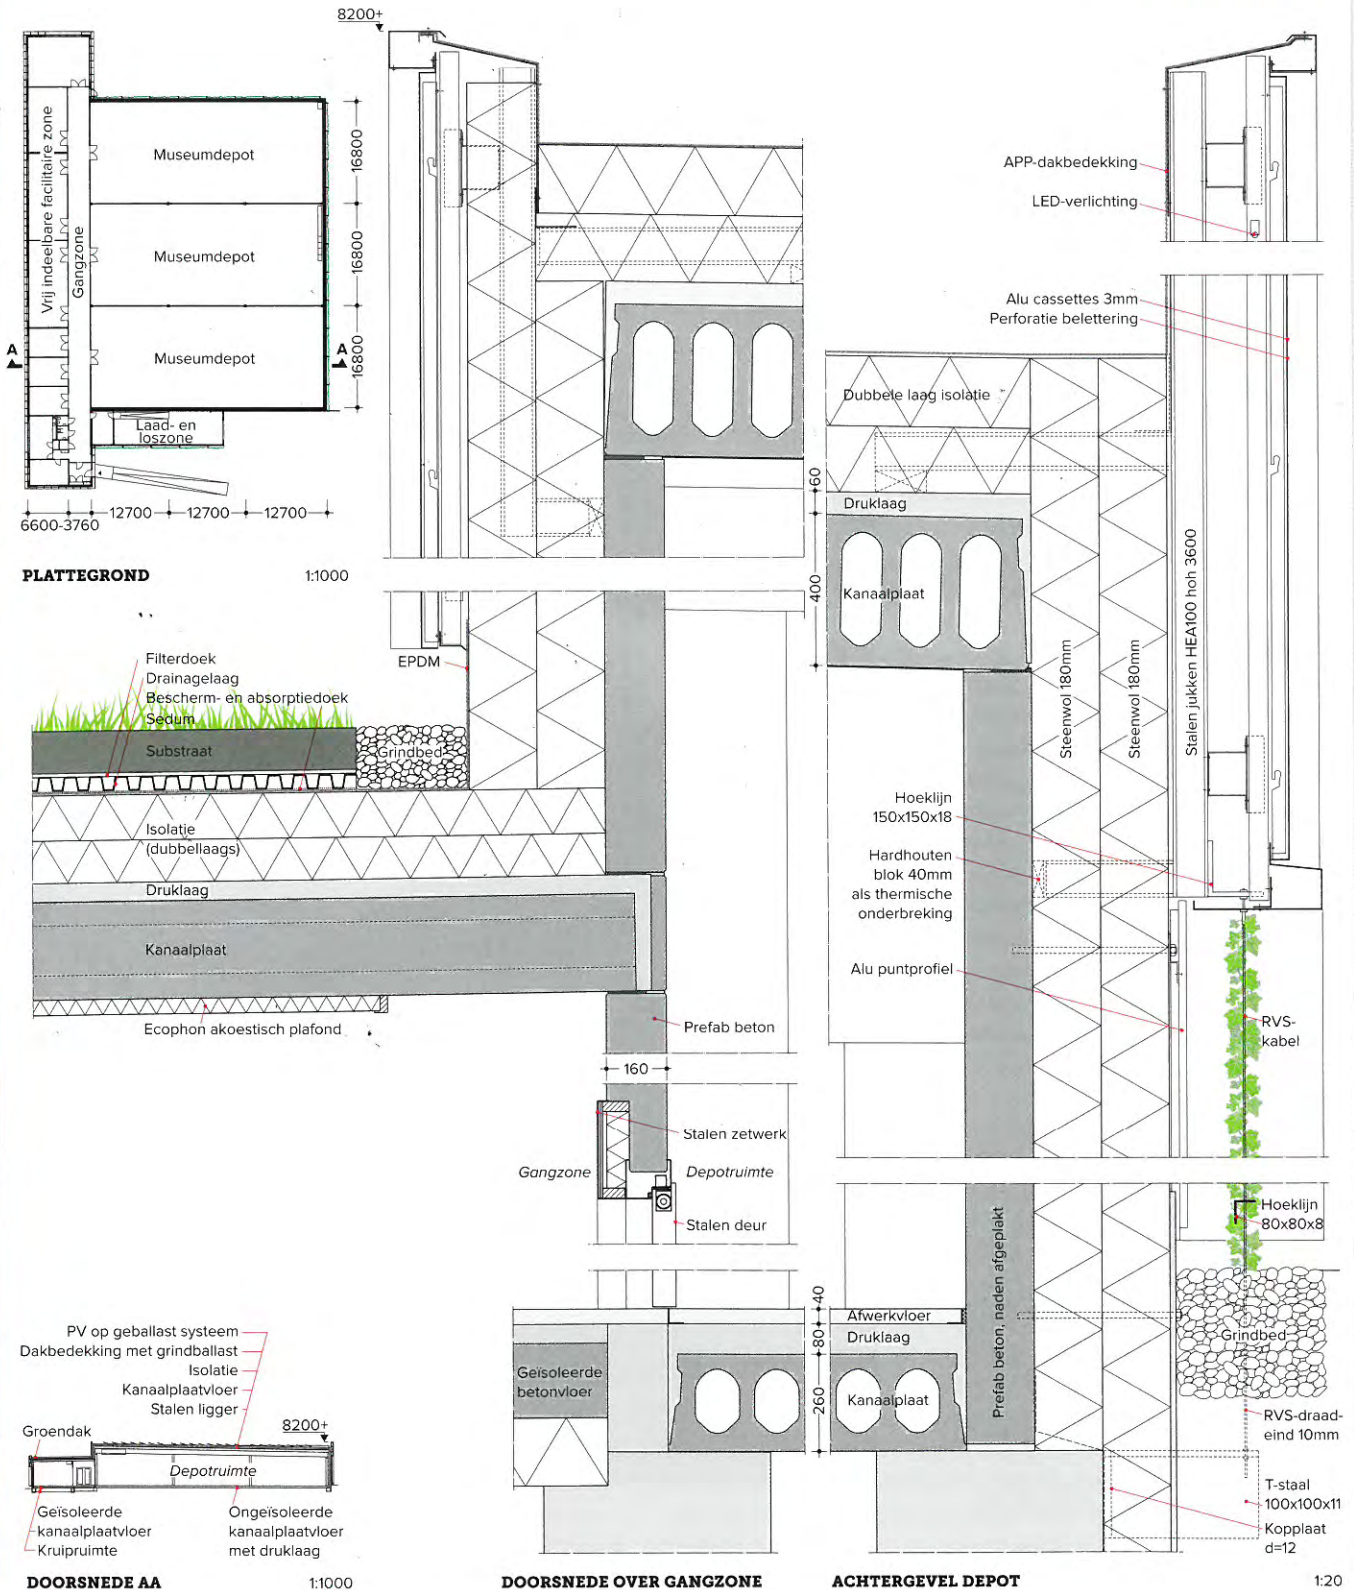 8200+
Vrij indeelbare facilitaire zone
Gangzone
Museumdepot
Museumdepot
Museumdepot
16800
16800
16800
A
A
Laad- en
loszone
6600-3760
12700
12700
12700
PLATTEGROND
1:1000
Filterdoek
Drainagelaag
Bescherm- en absorptiedoek
Sedum
Substraat
Grindbed
EPDM
Isolatie
(dubbellaags)
Druklaag
Kanaalplaat
Ecophon akoestisch plafond
Prefab beton
160
Stalen zetwerk
Gangzone
Depotruimte
Stalen deur
Geïsoleerde
betonvloer
APP-dakbedekking
LED-verlichting
Alu cassettes 3mm
Perforatie belettering
Dubbele laag isolatie
60
Druklaag
400
Kanaalplaat
Steenwol 180mm
Steenwol 180mm
Stalen jukken HEA100 hoh 3600
Hoeklijn
150x150x18
Hardhouten
blok 40mm
als thermische
onderbreking
Alu puntprofiel
RVS-
kabel
Hoeklijn
80x80x8
Prefab beton, naden afgeplakt
40
Afwerkvloer
80
Druklaag
260
Kanaalplaat
Grindbed
RVS-draad-
eind 10mm
T-staal
100x100x11
Kopplaat
d=12
PV op geballast systeem
Dakbedekking met grindballast
Isolatie
Kanaalplaatvloer
Stalen ligger
Groendak
8200+
Depotruimte
Geïsoleerde
kanaalplaatvloer
Kruipruimte
Ongeïsoleerde
kanaalplaatvloer
met druklaag
DOORSNEDE AA
1:1000
DOORSNEDE OVER GANGZONE
ACHTERGEVEL DEPOT
1:20